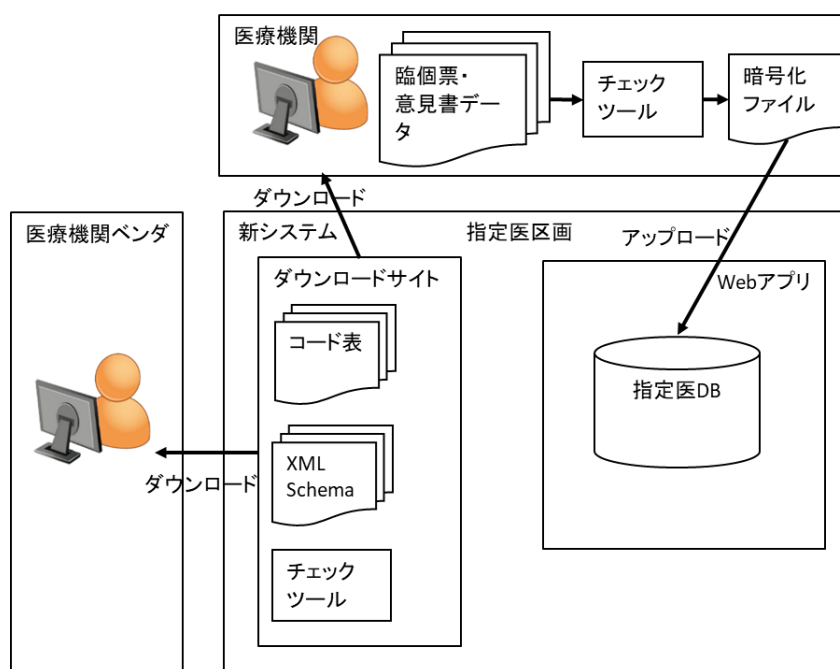 医療機関
臨個票・
意見書デー
タ
チェック
ツール
暗号化
ファイル
ダウンロード
医療機関ベンダ
新システム
指定医区画
アップロード
ダウンロードサイト
Webアプリ
コード表
指定医DB
XML
Schema
ダウンロード
チェック
ツール